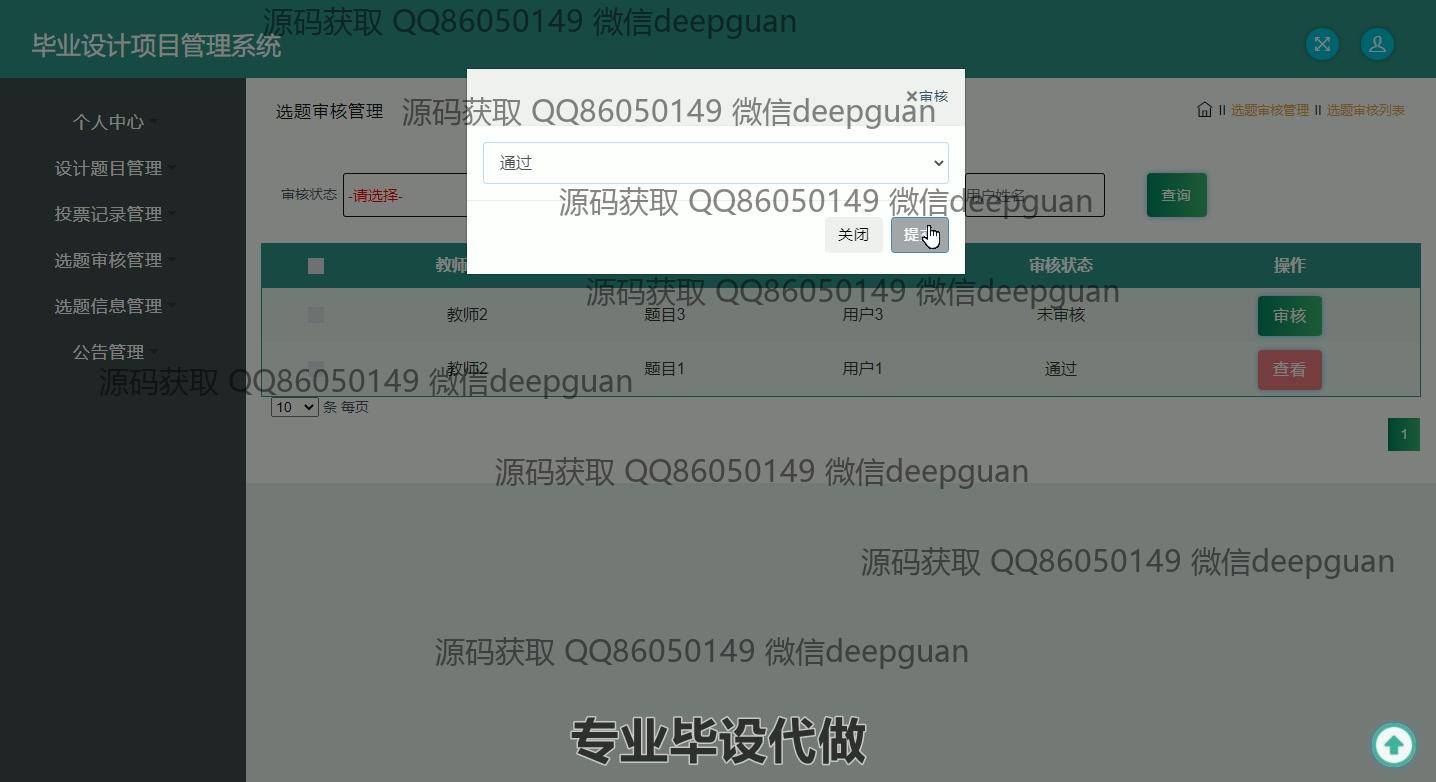 源码获取 QQ86050149 微信deepguan
毕业设计项目管理系统
×审核
选题审核管理
源码获取 QQ86050149 微信deepguan
选题审核管理 选题审核列表
个人中心
通过
设计题目管理
审核状态 -请选择- 用户姓名 查询
源码获取 QQ86050149 微信deepguan
投票记录管理
关闭
选题审核管理
教师 审核状态 操作
源码获取 QQ86050149 微信deepguan
选题信息管理
教师2 题目3 用户3 未审核 审核
公告管理
教师2 题目1 用户1 通过 查看
源码获取 QQ86050149 微信deepguan
10 条 每页
1
源码获取 QQ86050149 微信deepguan
源码获取 QQ86050149 微信deepguan
源码获取 QQ86050149 微信deepguan
专业毕设代做